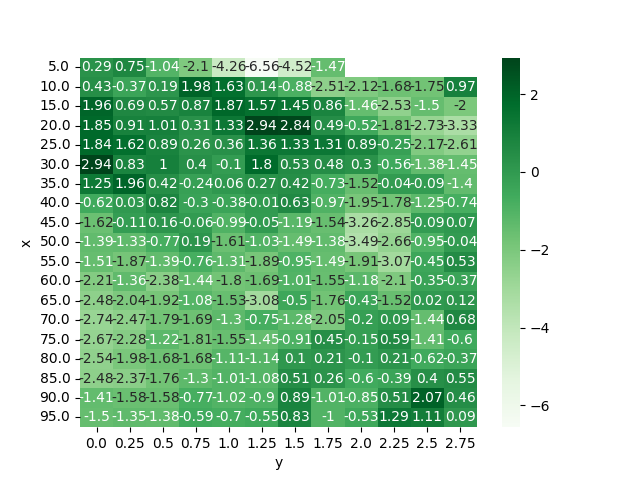 5.0 0.29 0.75 -1.04 -2.1 -4.26 -6.56 -4.52 -1.47
10.0 0.43 -0.37 0.19 1.98 1.63 0.14 -0.88 -2.51 -2.12 -1.68 -1.75 0.97
15.0 1.96 0.69 0.57 0.87 1.87 1.57 1.45 0.86 -1.46 -2.53 -1.5 -2
20.0 1.85 0.91 1.01 0.31 1.33 2.94 2.84 0.49 -0.52 -1.81 -2.73 -3.33
25.0 1.84 1.62 0.89 0.26 0.36 1.36 1.33 1.31 0.89 -0.25 -2.17 -2.61
30.0 2.94 0.83 1 0.4 -0.1 1.8 0.53 0.48 0.3 -0.56 -1.38 -1.45
35.0 1.25 1.96 0.42 -0.24 0.06 0.27 0.42 -0.73 -1.52 -0.04 -0.09 -1.4
40.0 -0.62 0.03 0.82 -0.3 -0.38 -0.01 0.63 -0.97 -1.95 -1.78 -1.25 -0.74
45.0 -1.62 -0.11 0.16 -0.06 -0.99 -0.05 -1.19 -1.54 -3.26 -2.85 -0.09 0.07
50.0 -1.39 -1.33 -0.77 0.19 -1.61 -1.03 -1.49 -1.38 -3.49 -2.66 -0.95 -0.04
55.0 -1.51 -1.87 -1.39 -0.76 -1.31 -1.89 -0.95 -1.49 -1.91 -3.07 -0.45 0.53
60.0 -2.21 -1.36 -2.38 -1.44 -1.8 -1.69 -1.01 -1.55 -1.18 -2.1 -0.35 -0.37
65.0 -2.48 -2.04 -1.92 -1.08 -1.53 -3.08 -0.5 -1.76 -0.43 -1.52 0.02 0.12
70.0 -2.74 -2.47 -1.79 -1.69 -1.3 -0.75 -1.28 -2.05 -0.2 0.09 -1.44 0.68
75.0 -2.67 -2.28 -1.22 -1.81 -1.55 -1.45 -0.91 0.45 -0.15 0.59 -1.41 -0.6
80.0 -2.54 -1.98 -1.68 -1.68 -1.11 -1.14 0.1 0.21 -0.1 0.21 -0.62 -0.37
85.0 -2.48 -2.37 -1.76 -1.3 -1.01 -1.08 0.51 0.26 -0.6 -0.39 0.4 0.55
90.0 -1.41 -1.58 -1.58 -0.77 -1.02 -0.9 0.89 -1.01 -0.85 0.51 2.07 0.46
95.0 -1.5 -1.35 -1.38 -0.59 -0.7 -0.55 0.83 -1 -0.53 1.29 1.11 0.09
0.0 0.25 0.5 0.75 1.0 1.25 1.5 1.75 2.0 2.25 2.5 2.75
y
x
2
0
−2
−4
−6